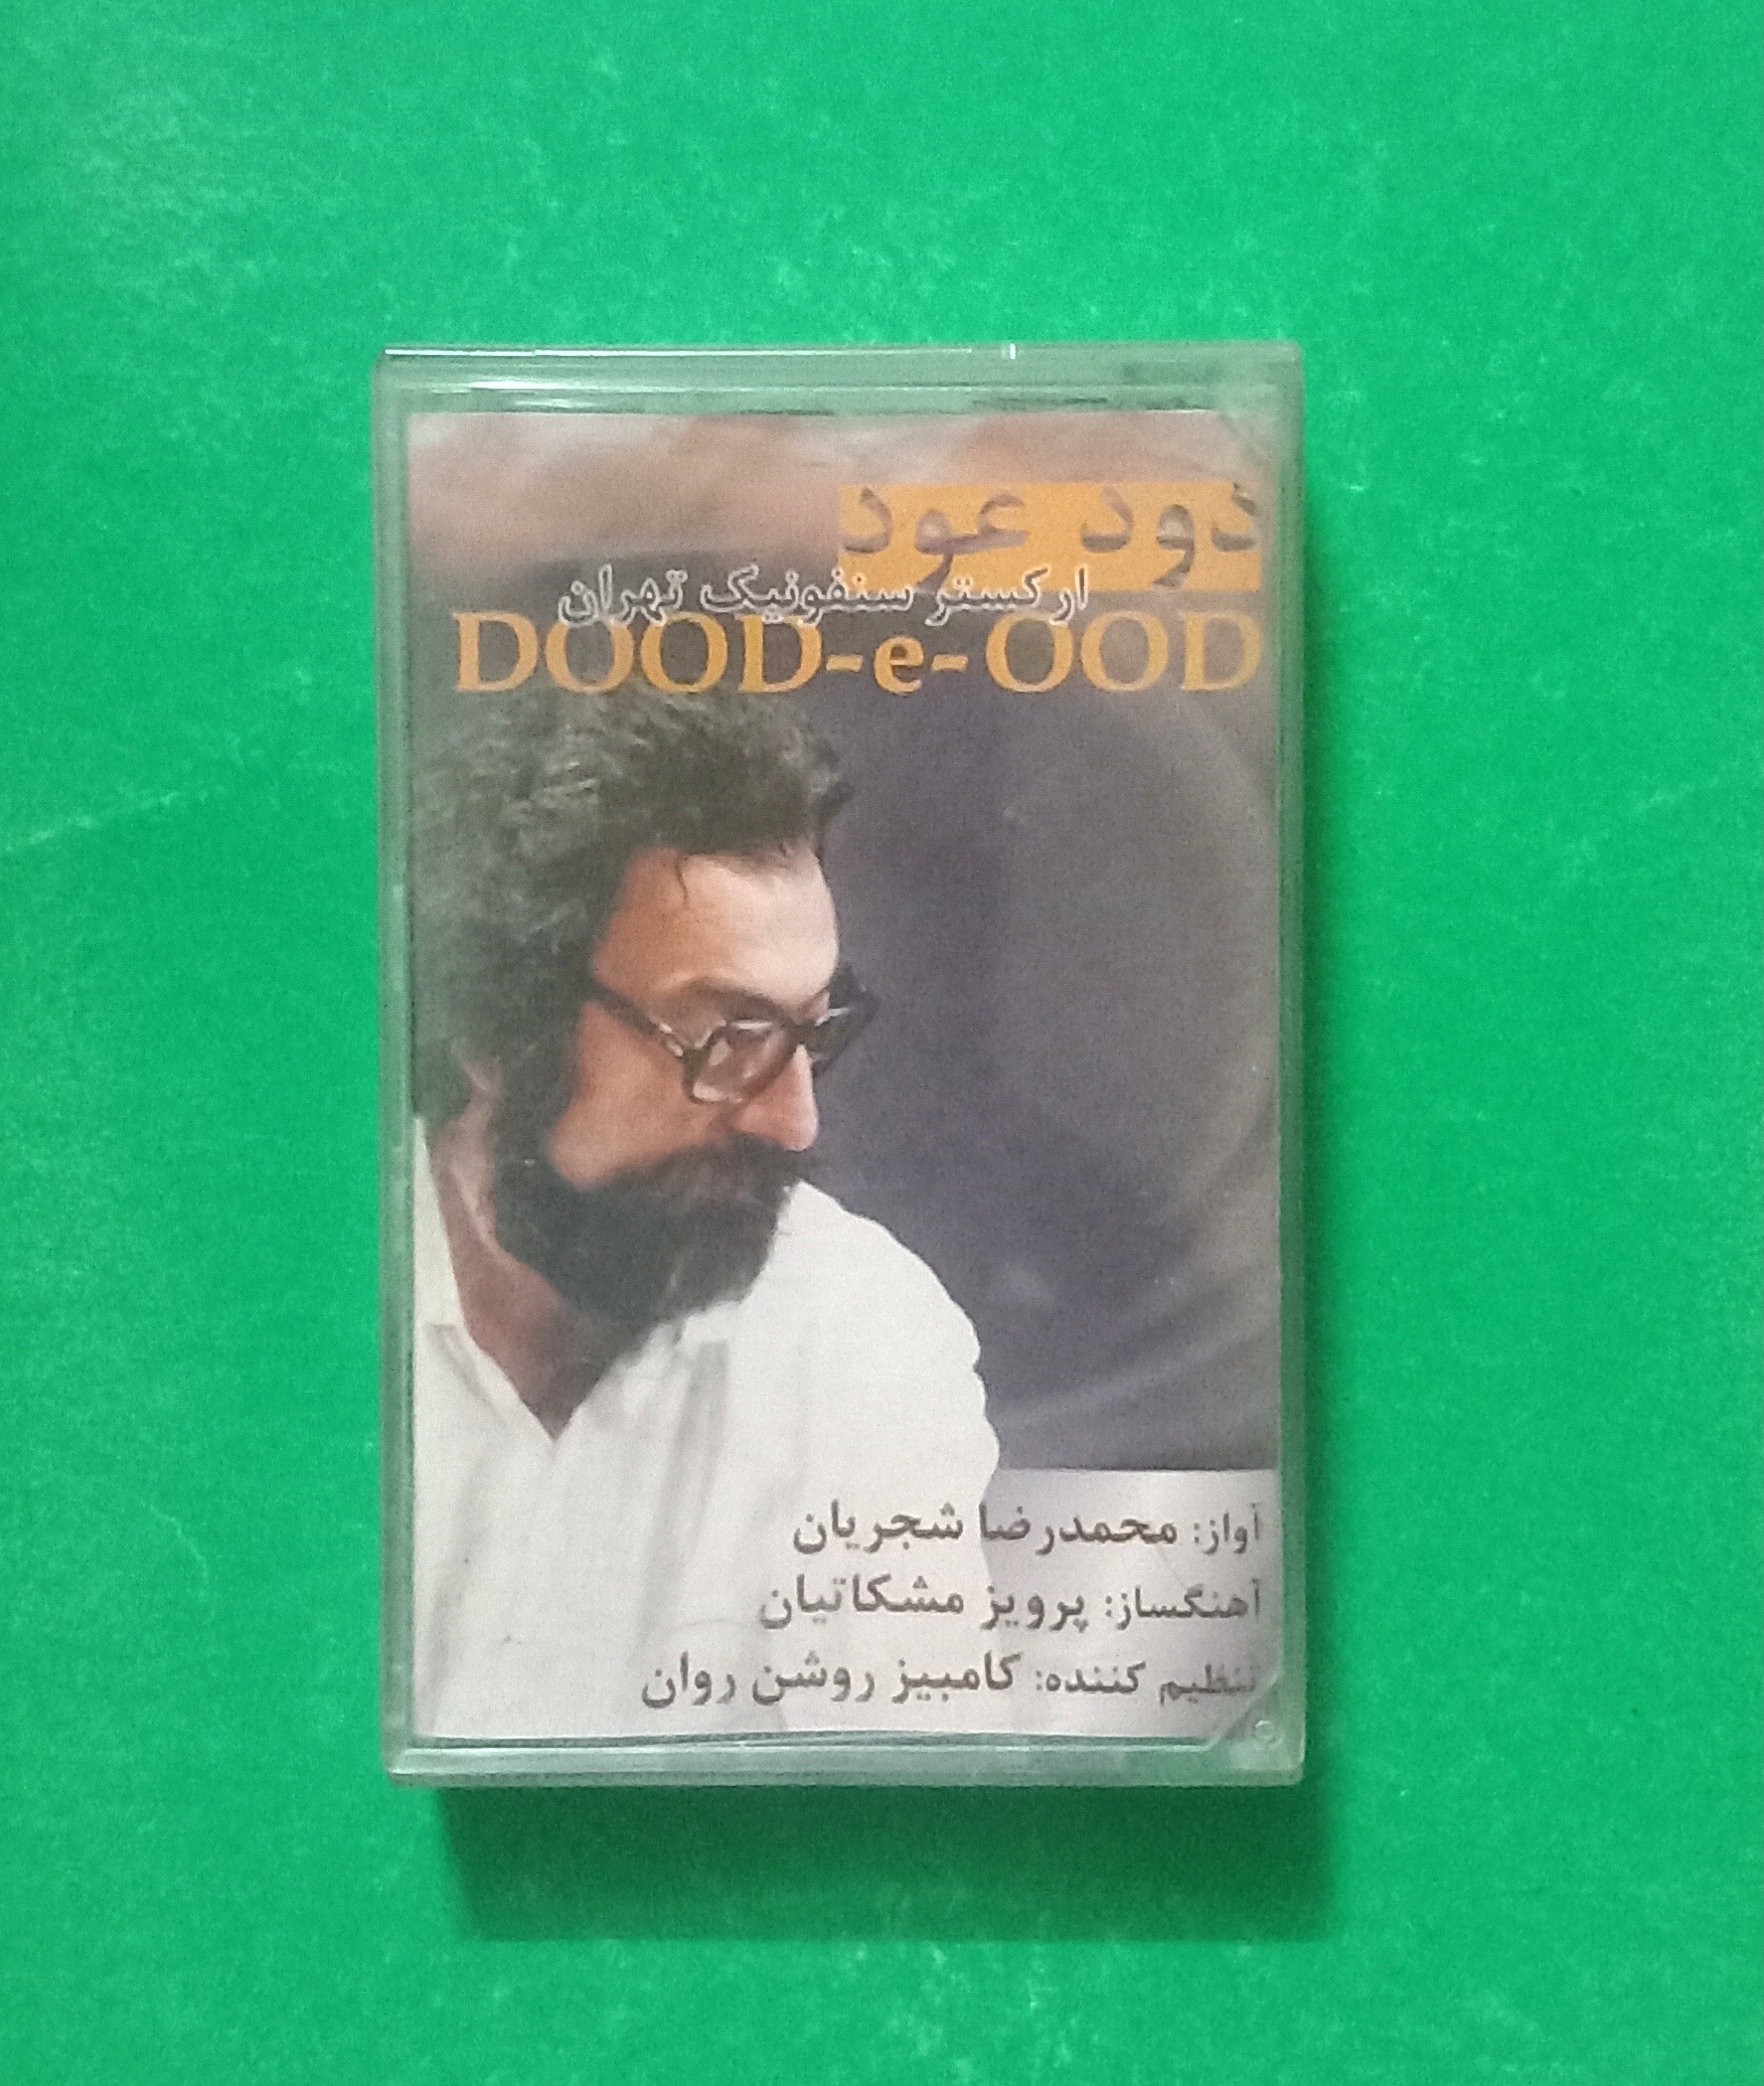 دود عود
ارکستر سنفونیک تهران
DOOD-e-OOD
آواز: محمدرضا شجریان
آهنگساز: پرویز مشکاتیان
تنظیم کننده: کامبیز روشن روان